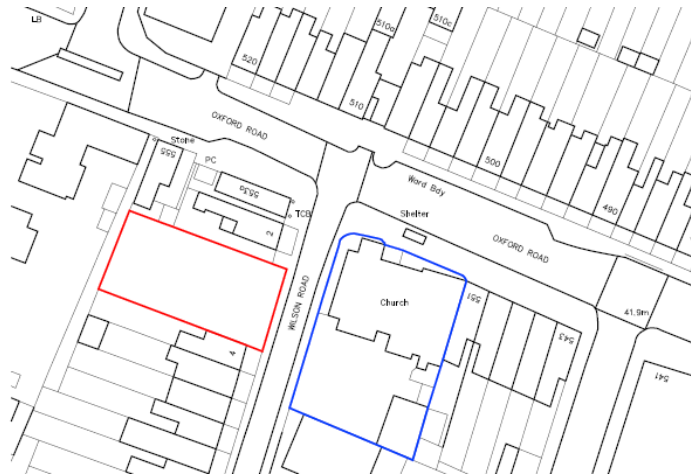 LB
520
510a
510c
510
OXFORD ROAD
Stone
555
PC
553a
500
Ward Bdy
490
TCB
2
Shelter
OXFORD ROAD
WILSON ROAD
Church
551
41.9m
543
4
541